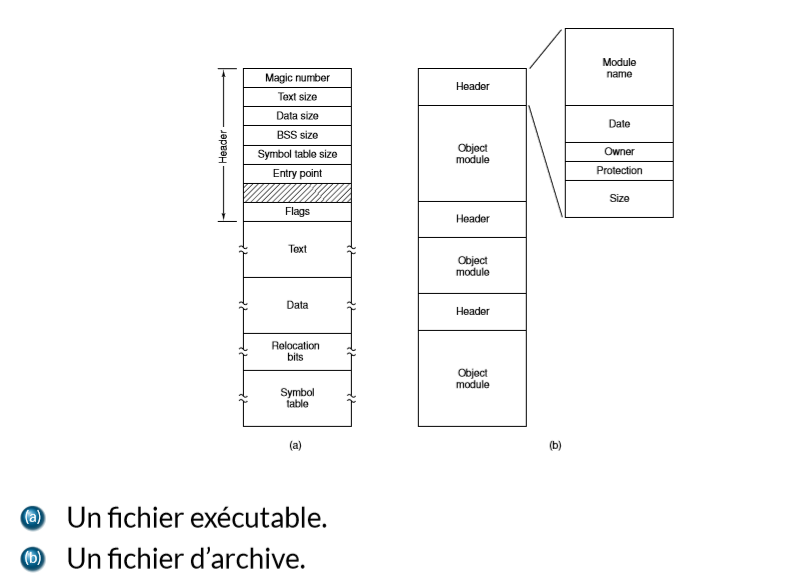 Header
Magic number
Text size
Data size
BSS size
Symbol table size
Entry point
Flags
Text
Data
Relocation
bits
Symbol
table
(a)
Header
Object
module
Header
Object
module
Header
Object
module
Module
name
Date
Owner
Protection
Size
(b)
(a) Un fichier exécutable.
(b) Un fichier d’archive.